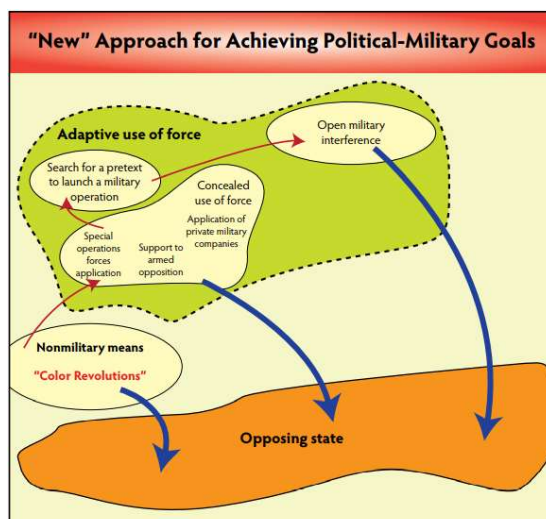 "New" Approach for Achieving Political-Military Goals
Adaptive use of force
Open military
interference
Search for a pretext
to launch a military
operation
Concealed
use of force
Application of
private military
companies
Special
operations
forces
application
Support to
armed
opposition
Nonmilitary means
"Color Revolutions"
Opposing state